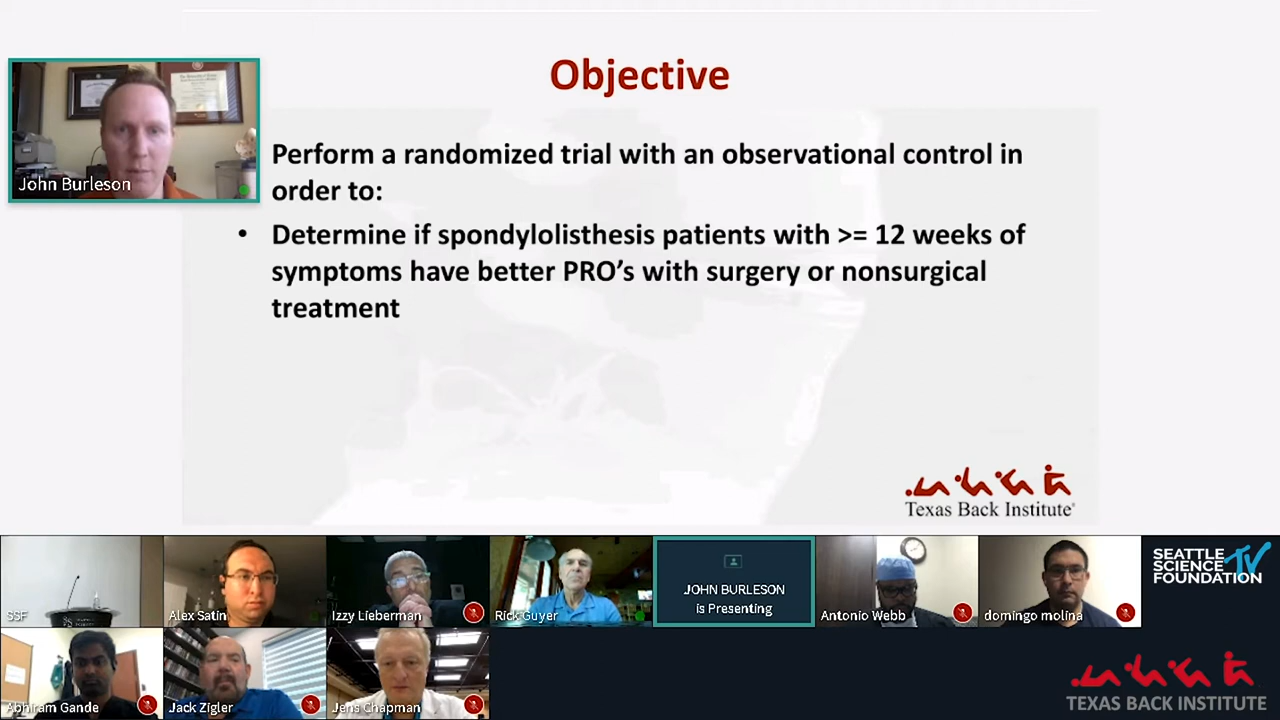 Objective
John Burleson
Perform a randomized trial with an observational control in
order to:
• Determine if spondylolisthesis patients with >= 12 weeks of
symptoms have better PRO’s with surgery or nonsurgical
treatment
Texas Back Institute
SSF
Alex Satin
Izzy Lieberman
Rick Guyer
JOHN BURLESON
is Presenting
Antonio Webb
domingo molina
SEATTLE
SCIENCE
FOUNDATION
TV
Abhiram Gande
Jack Zigler
Jens Chapman
TEXAS BACK INSTITUTE